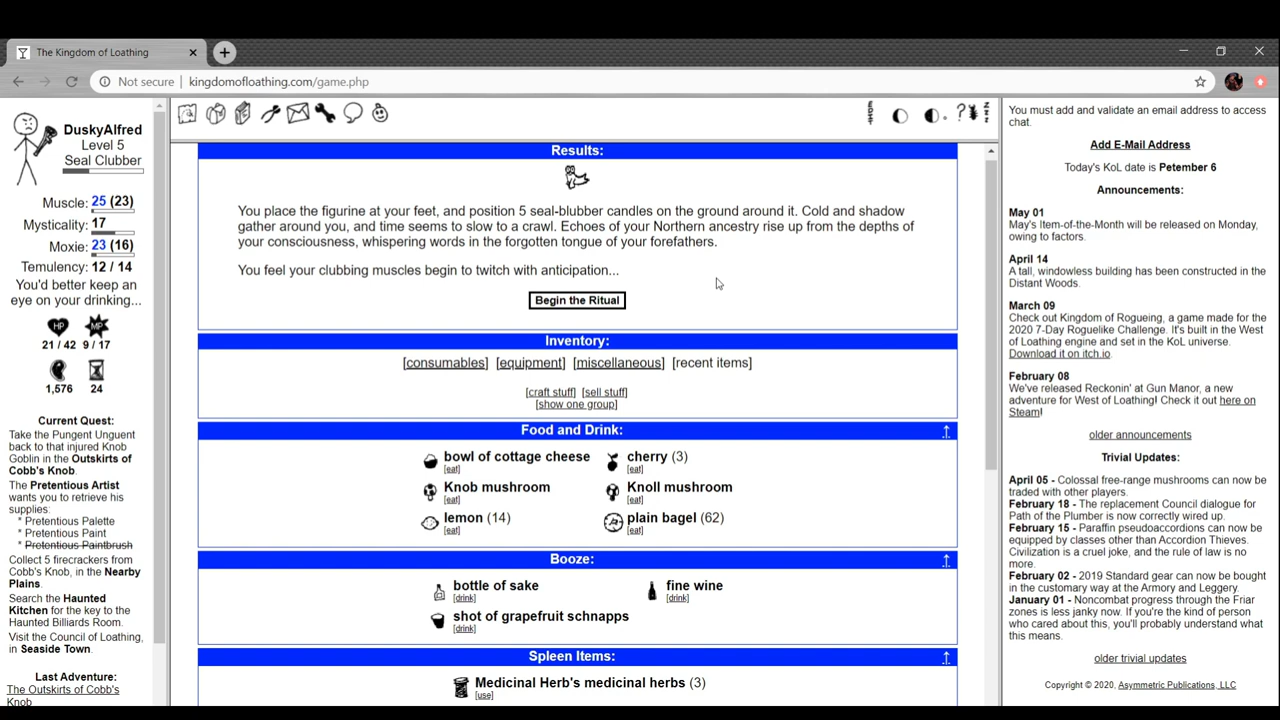 The Kingdom of Loathing
Not secure | kingdomofloathing.com/game.php
DuskyAlfred
Level 5
Seal Clubber
Muscle: 25 (23)
Mysticality: 17
Moxie: 23 (16)
Temulency: 12 / 14
You'd better keep an
eye on your drinking...
HP MP
21 / 42 9 / 17
1,576 24
Current Quest:
Take the Pungent Unguent
back to that injured Knob
Goblin in the Outskirts of
Cobb's Knob.
The Pretentious Artist
wants you to retrieve his
supplies:
* Pretentious Palette
* Pretentious Paint
* Pretentious Paintbrush
Collect 5 firecrackers from
Cobb's Knob, in the Nearby
Plains.
Search the Haunted
Kitchen for the key to the
Haunted Billiards Room.
Visit the Council of Loathing,
in Seaside Town.
Last Adventure:
The Outskirts of Cobb's
Knob
Results:
You place the figurine at your feet, and position 5 seal-blubber candles on the ground around it. Cold and shadow
gather around you, and time seems to slow to a crawl. Echoes of your Northern ancestry rise up from the depths of
your consciousness, whispering words in the forgotten tongue of your forefathers.
You feel your clubbing muscles begin to twitch with anticipation...
Begin the Ritual
Inventory:
[consumables] [equipment] [miscellaneous] [recent items]
[craft stuff] [sell stuff]
[show one group]
Food and Drink:
bowl of cottage cheese cherry (3)
[eat] [eat]
Knob mushroom Knoll mushroom
[eat] [eat]
lemon (14) plain bagel (62)
[eat] [eat]
Booze:
bottle of sake fine wine
[drink] [drink]
shot of grapefruit schnapps
[drink]
Spleen Items:
Medicinal Herb's medicinal herbs (3)
[use]
You must add and validate an email address to access
chat.
Add E-Mail Address
Today's KoL date is Petember 6
Announcements:
May 01
May's Item-of-the-Month will be released on Monday,
owing to factors.
April 14
A tall, windowless building has been constructed in the
Distant Woods.
March 09
Check out Kingdom of Rogueing, a game made for the
2020 7-Day Roguelike Challenge. It's built in the West
of Loathing engine and set in the KoL universe.
Download it on itch.io.
February 08
We've released Reckonin' at Gun Manor, a new
adventure for West of Loathing! Check it out here on
Steam!
older announcements
Trivial Updates:
April 05 - Colossal free-range mushrooms can now be
traded with other players.
February 18 - The replacement Council dialogue for
Path of the Plumber is now correctly wired up.
February 15 - Paraffin pseudoaccordions can now be
equipped by classes other than Accordion Thieves.
Civilization is a cruel joke, and the rule of law is no
more.
February 02 - 2019 Standard gear can now be bought
in the customary way at the Armory and Leggery.
January 01 - Noncombat progress through the Friar
zones is less janky now. If you're the kind of person
who cared about this, you'll probably understand what
this means.
older trivial updates
Copyright © 2020, Asymmetric Publications, LLC